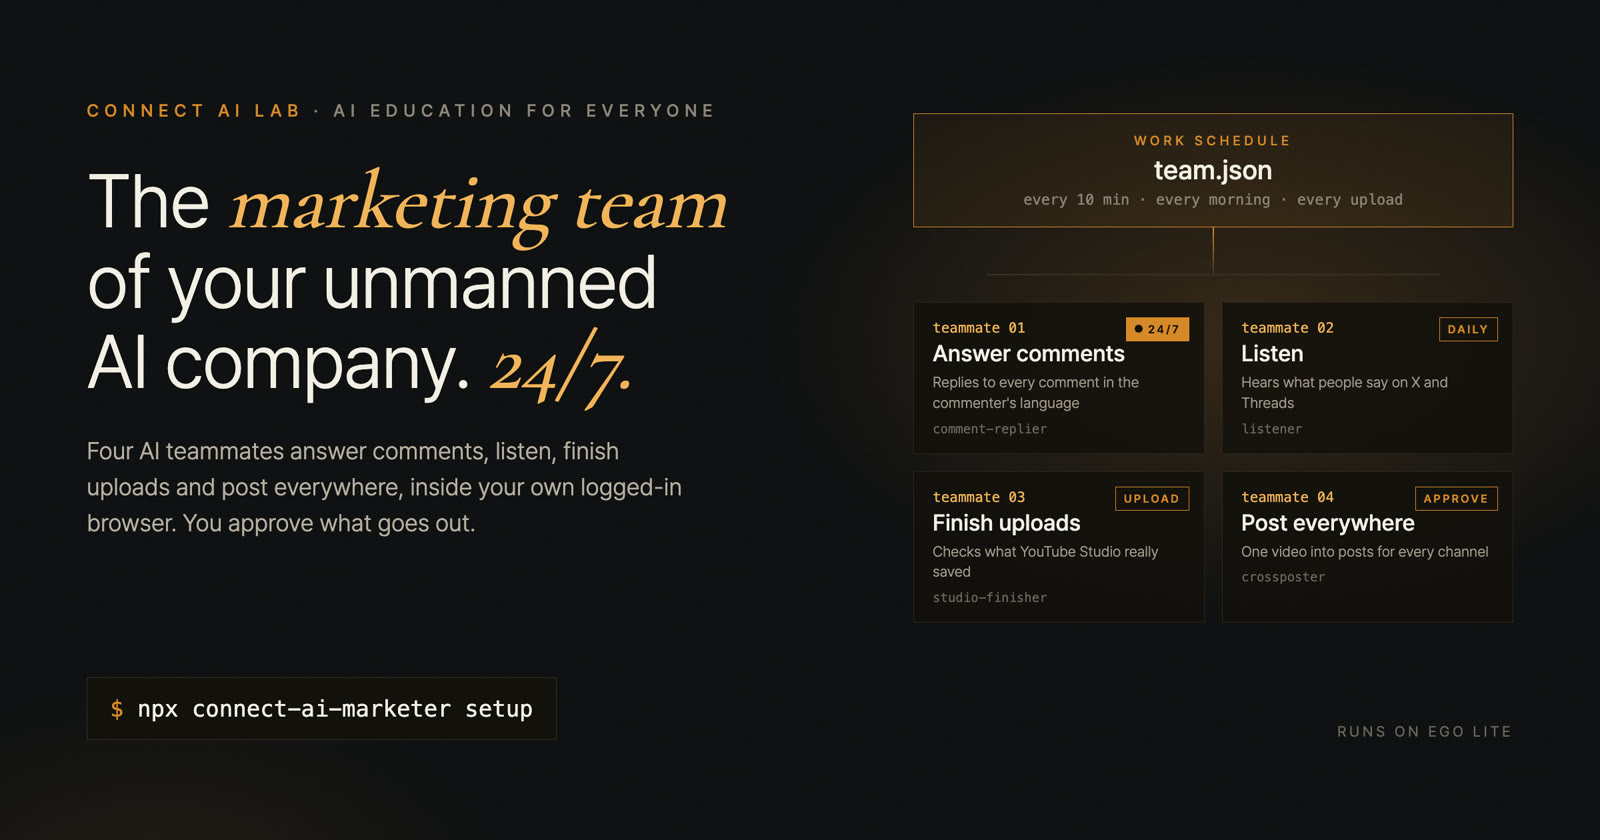 CONNECT AI LAB · AI EDUCATION FOR EVERYONE
The marketing team
of your unmanned
AI company. 24/7.
Four AI teammates answer comments, listen, finish
uploads and post everywhere, inside your own logged-in
browser. You approve what goes out.
$ npx connect-ai-marketer setup
WORK SCHEDULE
team.json
every 10 min · every morning · every upload
teammate 01
24/7
Answer comments
Replies to every comment in the
commenter's language
comment-replier
teammate 02
DAILY
Listen
Hears what people say on X and
Threads
listener
teammate 03
UPLOAD
Finish uploads
Checks what YouTube Studio really
saved
studio-finisher
teammate 04
APPROVE
Post everywhere
One video into posts for every channel
crossposter
RUNS ON EGO LITE